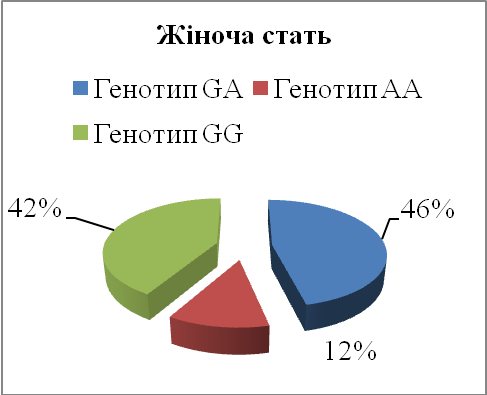 Жіноча стать
Генотип GA Генотип AA
Генотип GG
42%
46%
12%